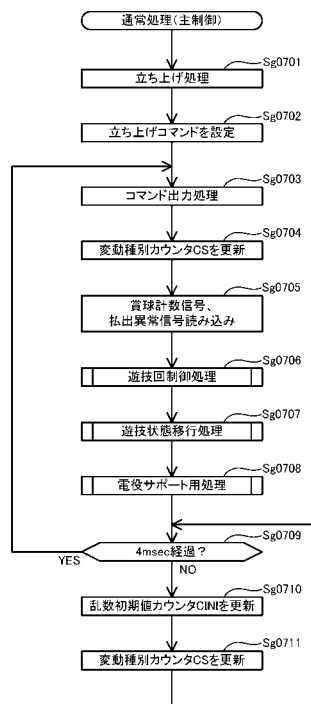 通常処理(主制御)
Sg0701
立ち上げ処理
Sg0702
立ち上げコマンドを設定
Sg0703
コマンド出力処理
Sg0704
変動種別カウンタCSを更新
Sg0705
賞球計数信号、
払出異常信号読み込み
Sg0706
遊技回制御処理
Sg0707
遊技状態移行処理
Sg0708
電役サポート用処理
Sg0709
4msec経過?
YES
NO
Sg0710
乱数初期値カウンタCINIを更新
Sg0711
変動種別カウンタCSを更新